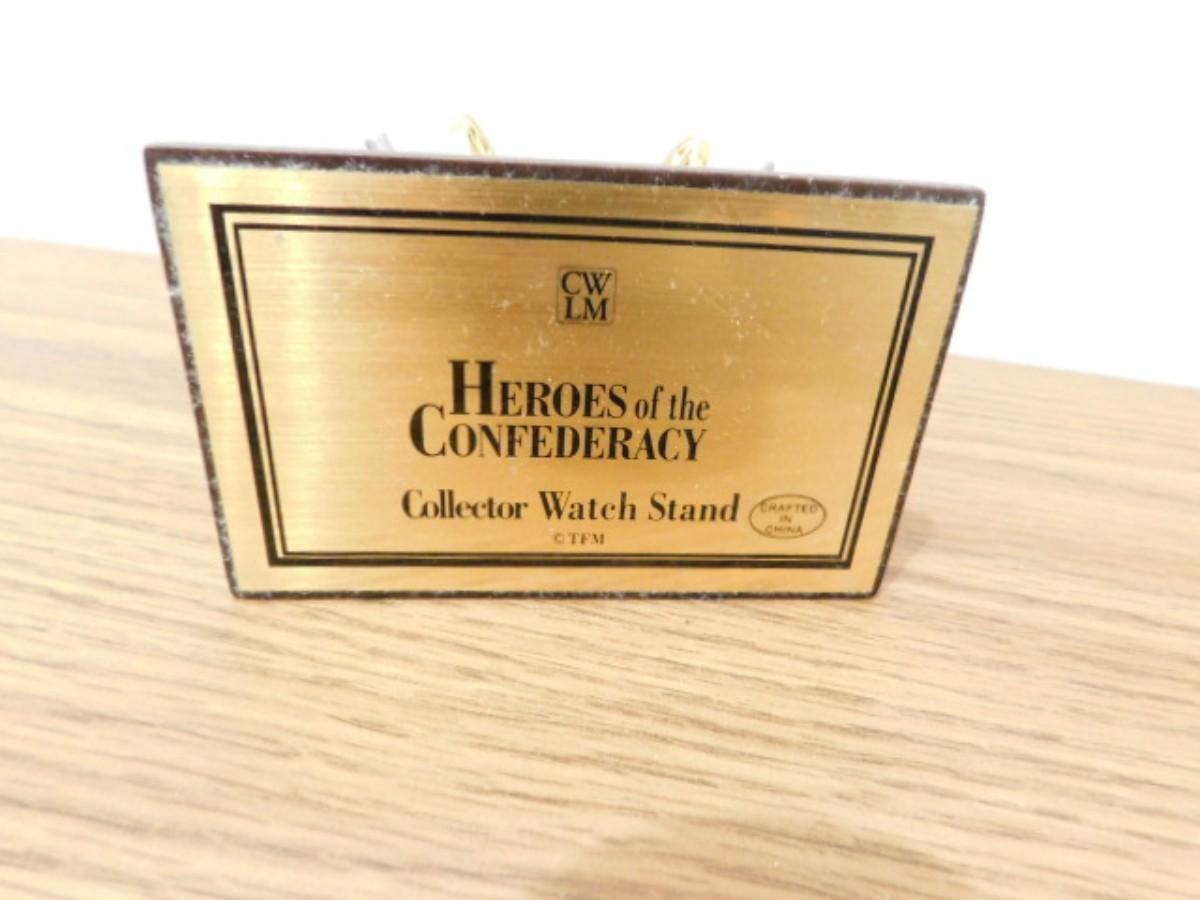 CW
LM
HEROES of the
CONFEDERACY
Collector Watch Stand
CRAFTED
IN
CHINA
© TFM